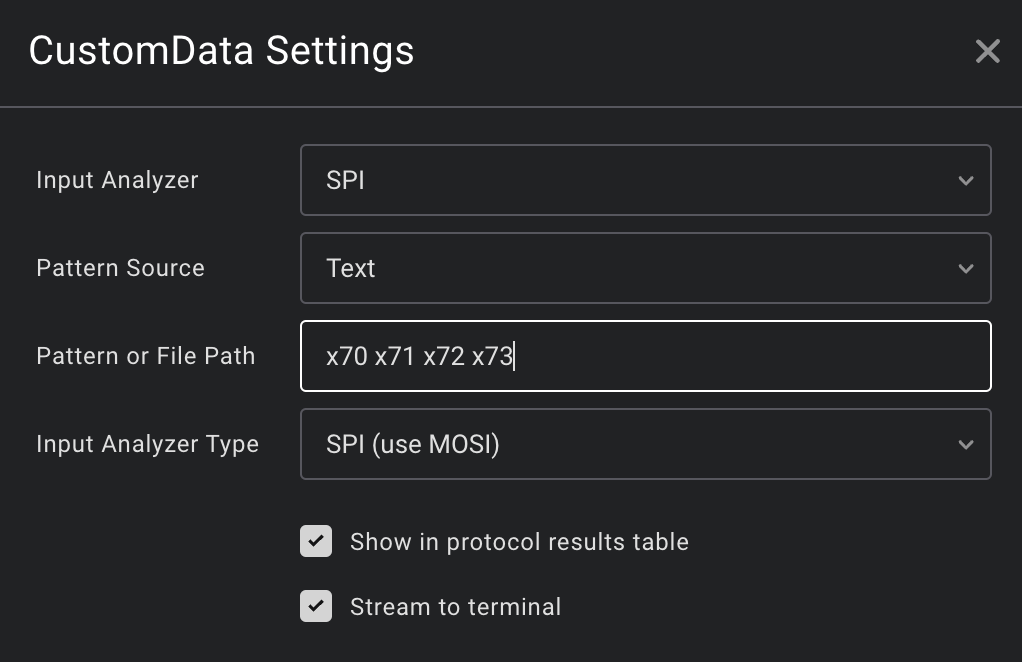 CustomData Settings
Input Analyzer
SPI
Pattern Source
Text
Pattern or File Path
x70 x71 x72 x73
Input Analyzer Type
SPI (use MOSI)
Show in protocol results table
Stream to terminal